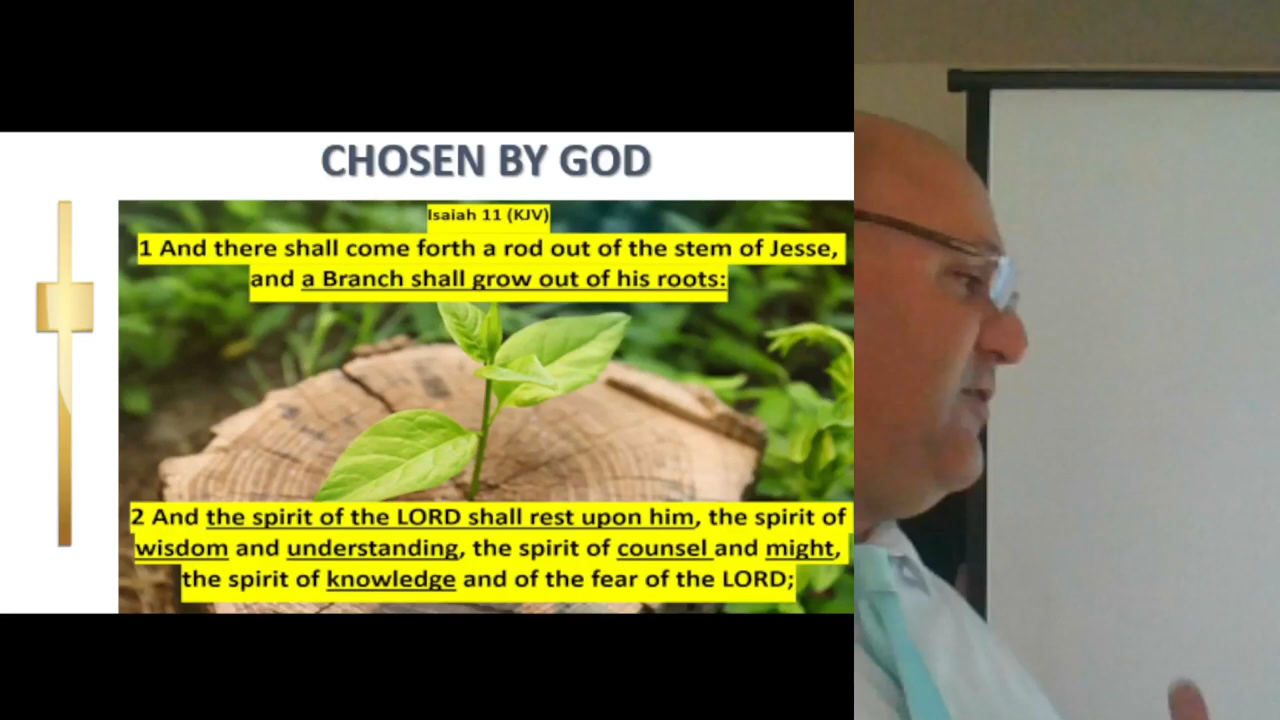 CHOSEN BY GOD
Isaiah 11 (KJV)
1 And there shall come forth a rod out of the stem of Jesse,
and a Branch shall grow out of his roots:
2 And the spirit of the LORD shall rest upon him, the spirit of
wisdom and understanding, the spirit of counsel and might,
the spirit of knowledge and of the fear of the LORD;